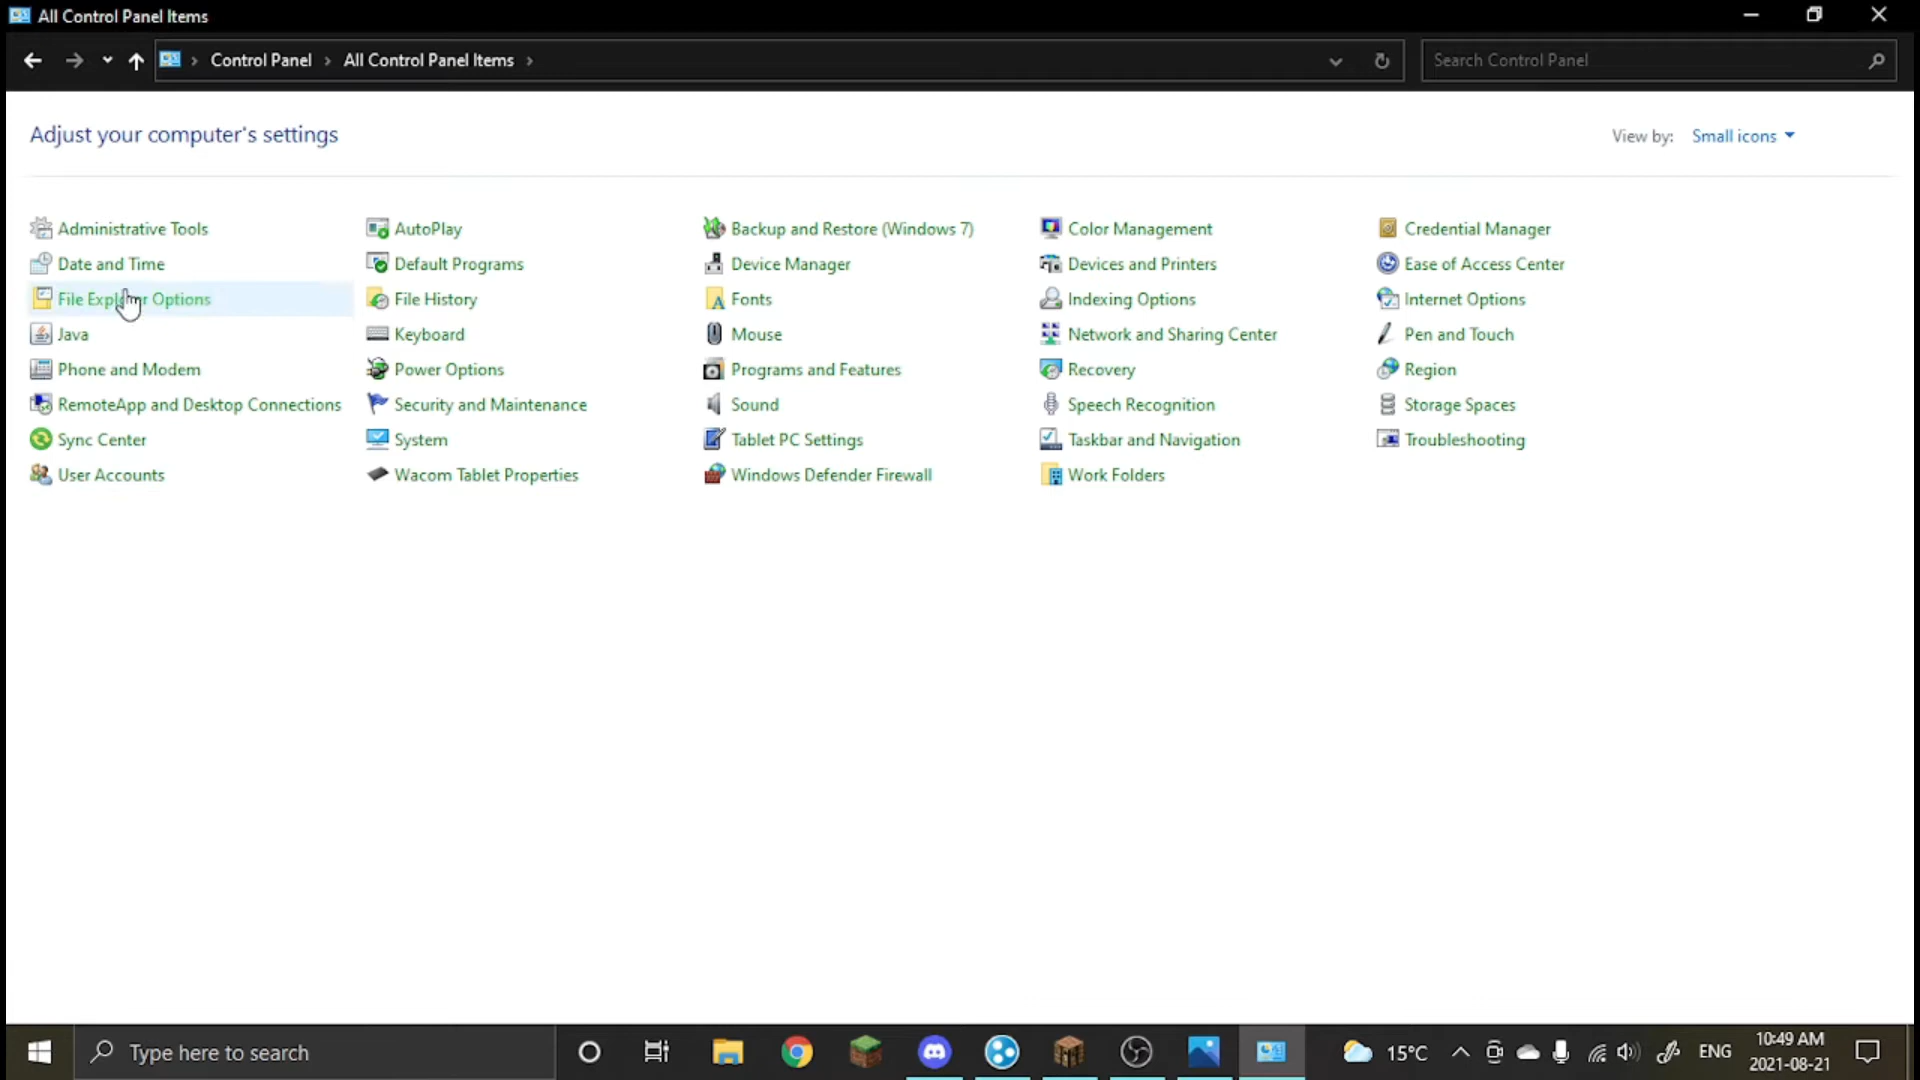 All Control Panel Items
Control Panel > All Control Panel Items >
Search Control Panel
Adjust your computer's settings
View by: Small icons
Administrative Tools
AutoPlay
Backup and Restore (Windows 7)
Color Management
Credential Manager
Date and Time
Default Programs
Device Manager
Devices and Printers
Ease of Access Center
File Explorer Options
File History
Fonts
Indexing Options
Internet Options
Java
Keyboard
Mouse
Network and Sharing Center
Pen and Touch
Phone and Modem
Power Options
Programs and Features
Recovery
Region
RemoteApp and Desktop Connections
Security and Maintenance
Sound
Speech Recognition
Storage Spaces
Sync Center
System
Tablet PC Settings
Taskbar and Navigation
Troubleshooting
User Accounts
Wacom Tablet Properties
Windows Defender Firewall
Work Folders
Type here to search
15°C
ENG
10:49 AM
2021-08-21